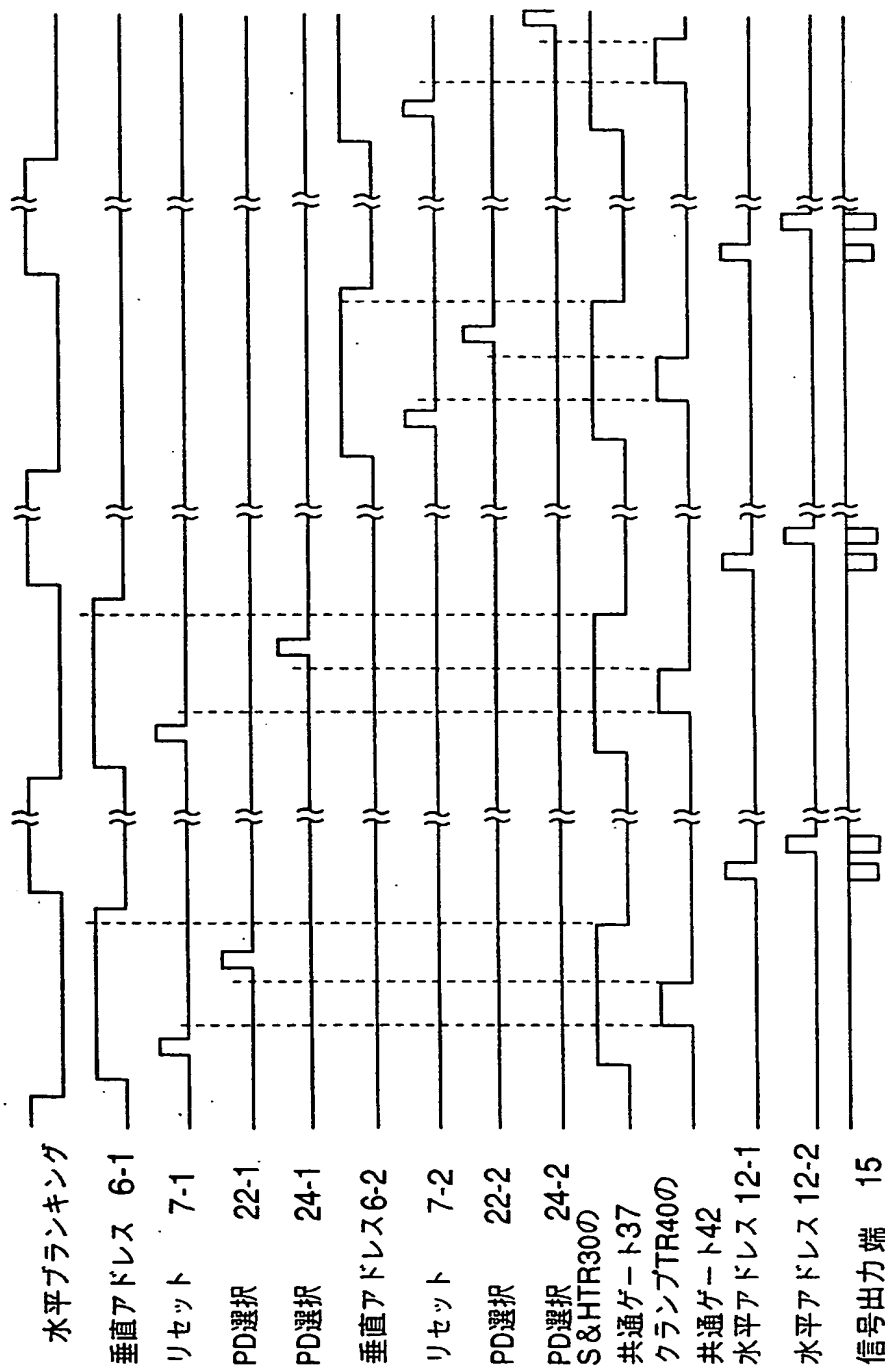 水平ブランキング
垂直アドレス 6-1
リセット 7-1
PD選択 22-1
PD選択 24-1
垂直アドレス6-2
リセット 7-2
PD選択 22-2
PD選択 24-2
S&HTR30の
共通ゲート37
クランプTR40の
共通ゲート42
水平アドレス 12-1
水平アドレス 12-2
信号出力端 15